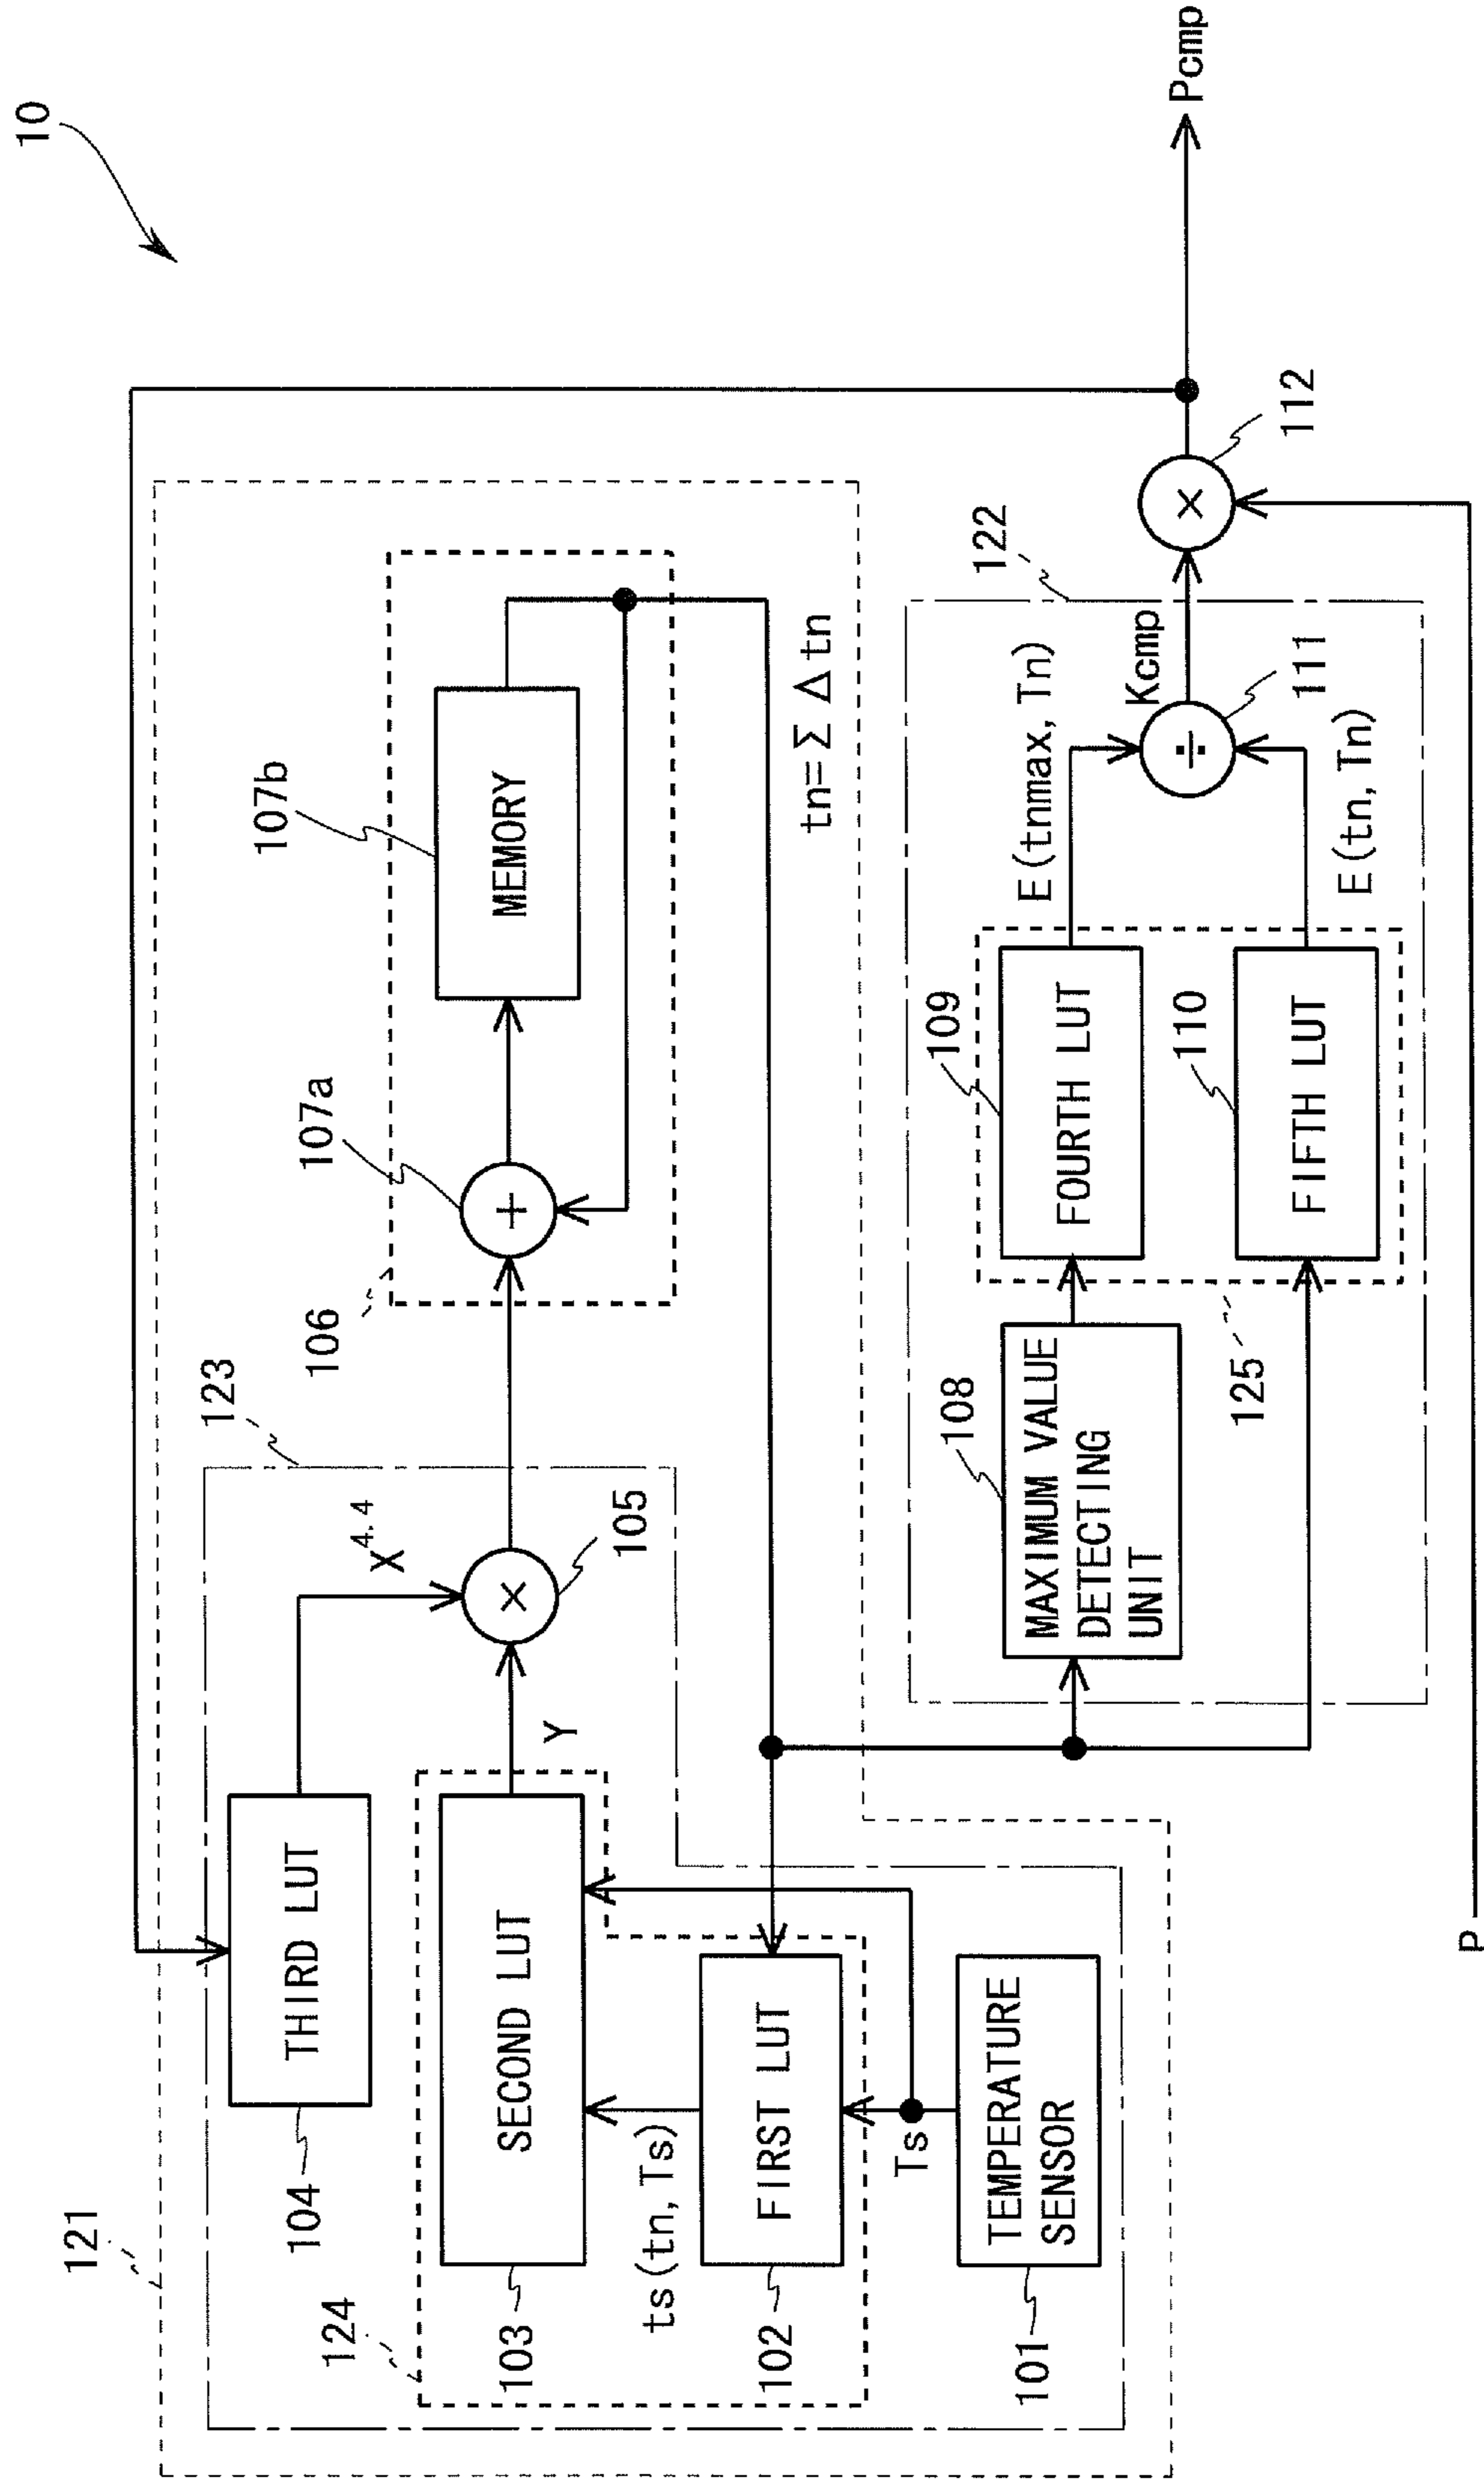 10
121
123
106
107a
107b
104
THIRD LUT
X^4.4
105
MEMORY
124
103
SECOND LUT
Y
tn=ΣΔtn
ts(tn,Ts)
102
FIRST LUT
Ts
101
TEMPERATURE
SENSOR
108
MAXIMUM VALUE
DETECTING
UNIT
109
FOURTH LUT
E(tnmax,Tn)
122
125
110
FIFTH LUT
E(tn,Tn)
Kcmp
111
112
Pcmp
P